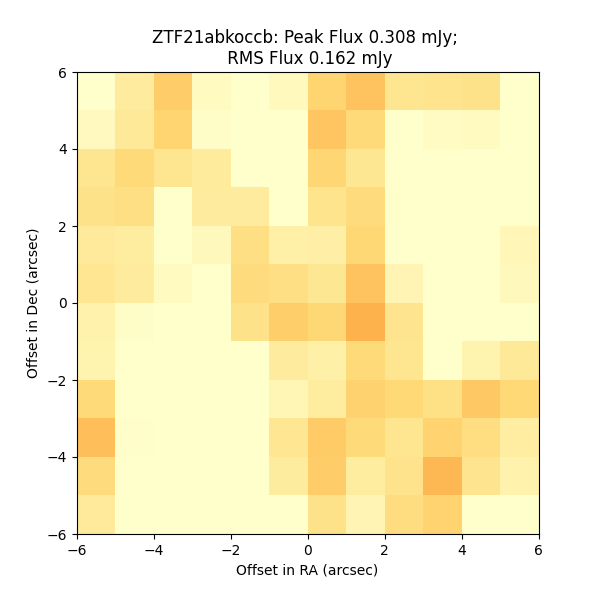 ZTF21abkoccb: Peak Flux 0.308 mJy;
RMS Flux 0.162 mJy
6
4
2
0
−2
−4
−6
Offset in Dec (arcsec)
−6 −4 −2 0 2 4 6
Offset in RA (arcsec)